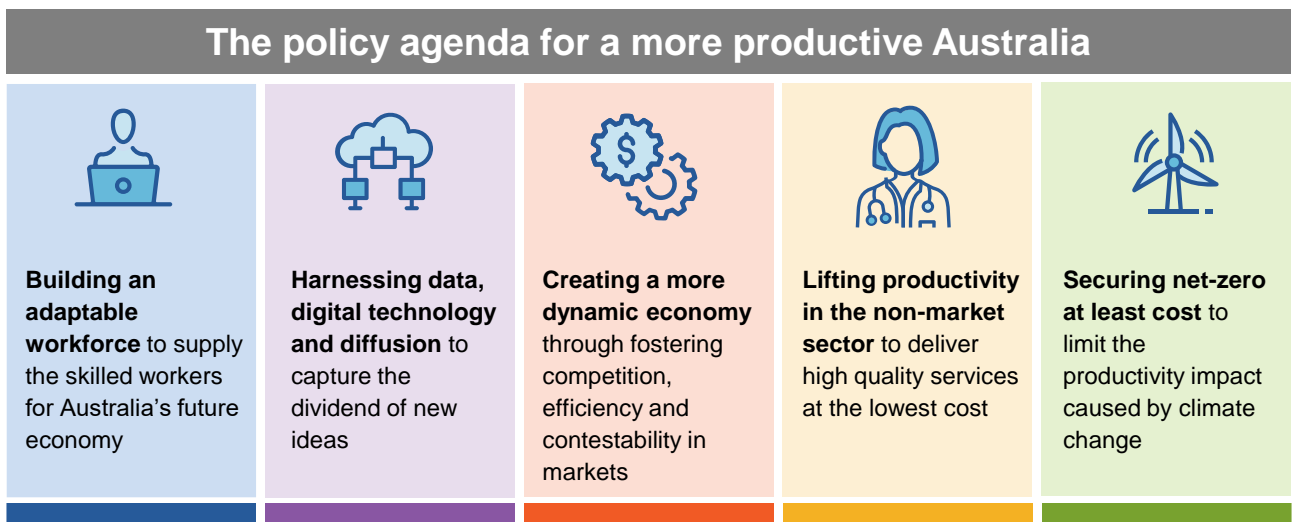 The policy agenda for a more productive Australia
Building an
adaptable
workforce to supply
the skilled workers
for Australia's future
economy
Harnessing data,
digital technology
and diffusion to
capture the
dividend of new
ideas
$
Creating a more
dynamic economy
through fostering
competition,
efficiency and
contestability in
markets
Lifting productivity
in the non-market
sector to deliver
high quality services
at the lowest cost
Securing net-zero
at least cost to
limit the
productivity impact
caused by climate
change